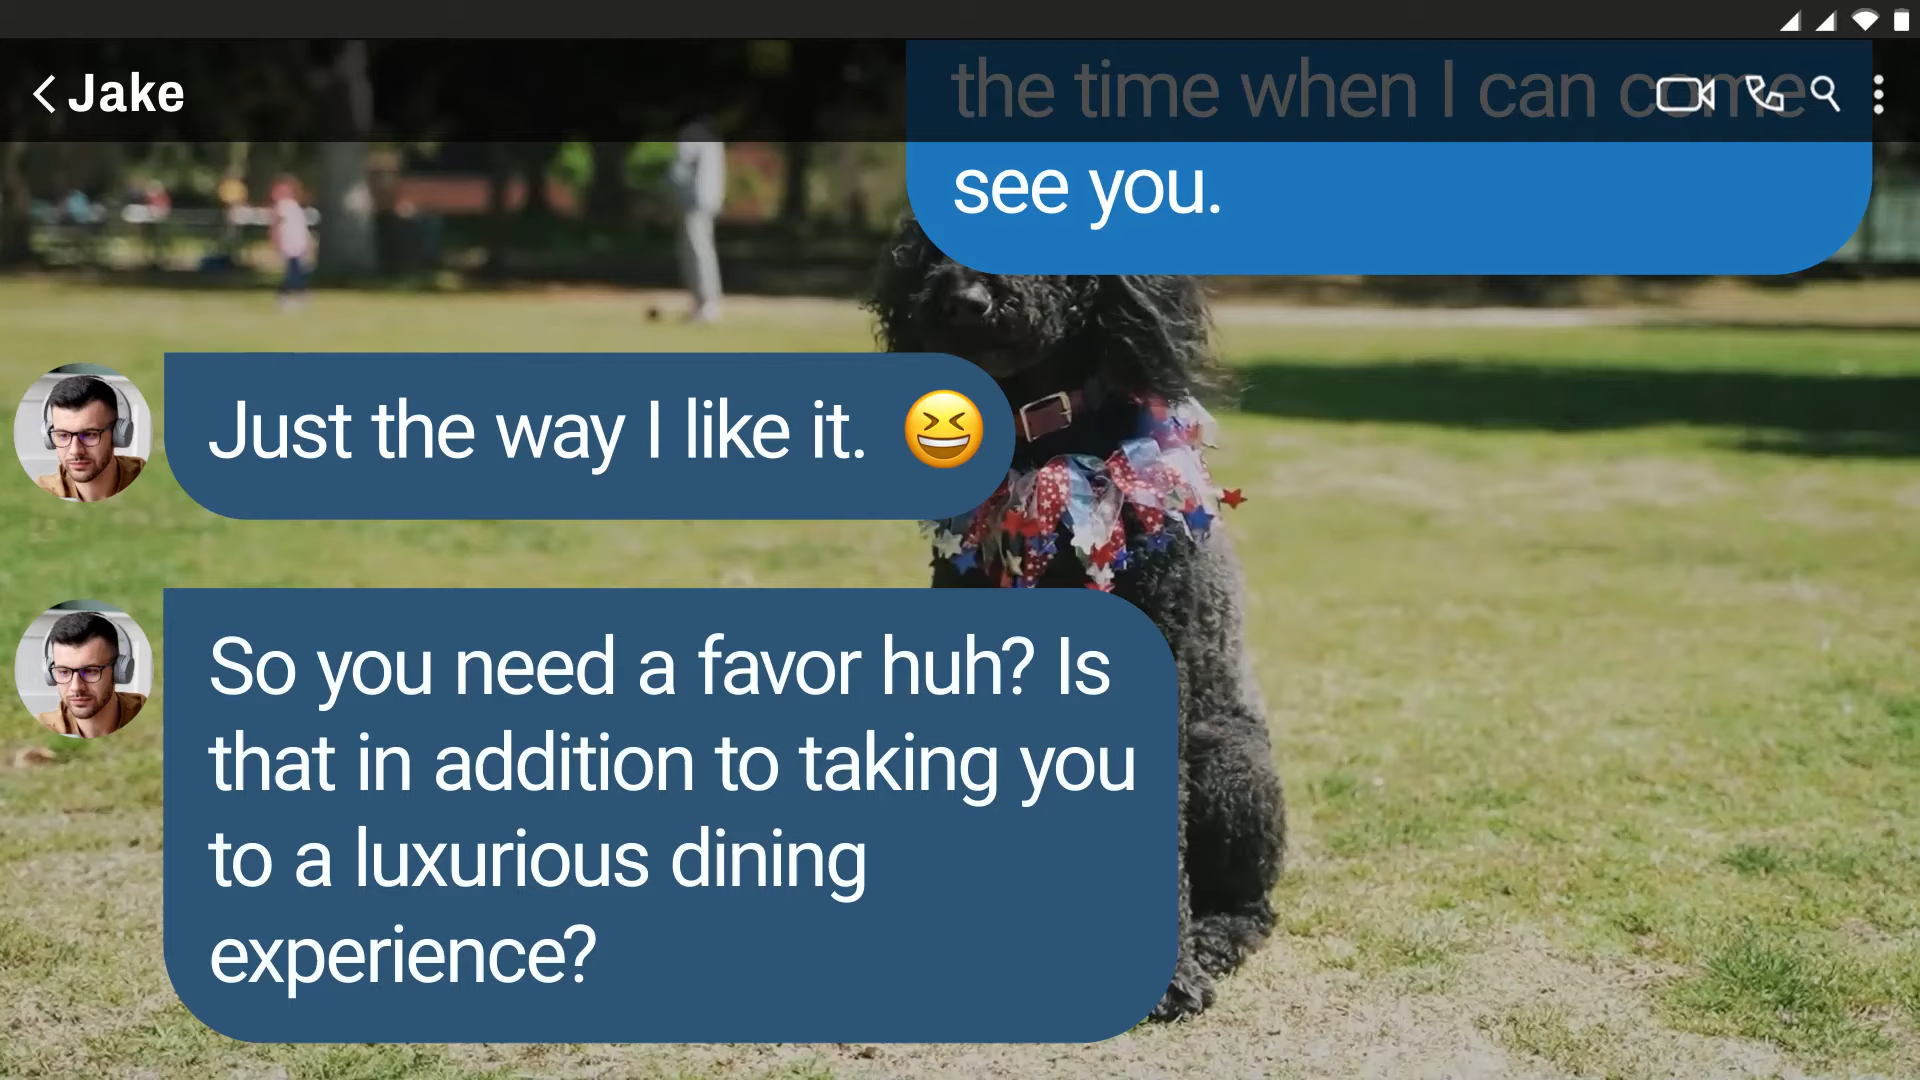 Jake
the time when I can come
see you.
Just the way I like it. 😆
So you need a favor huh? Is
that in addition to taking you
to a luxurious dining
experience?